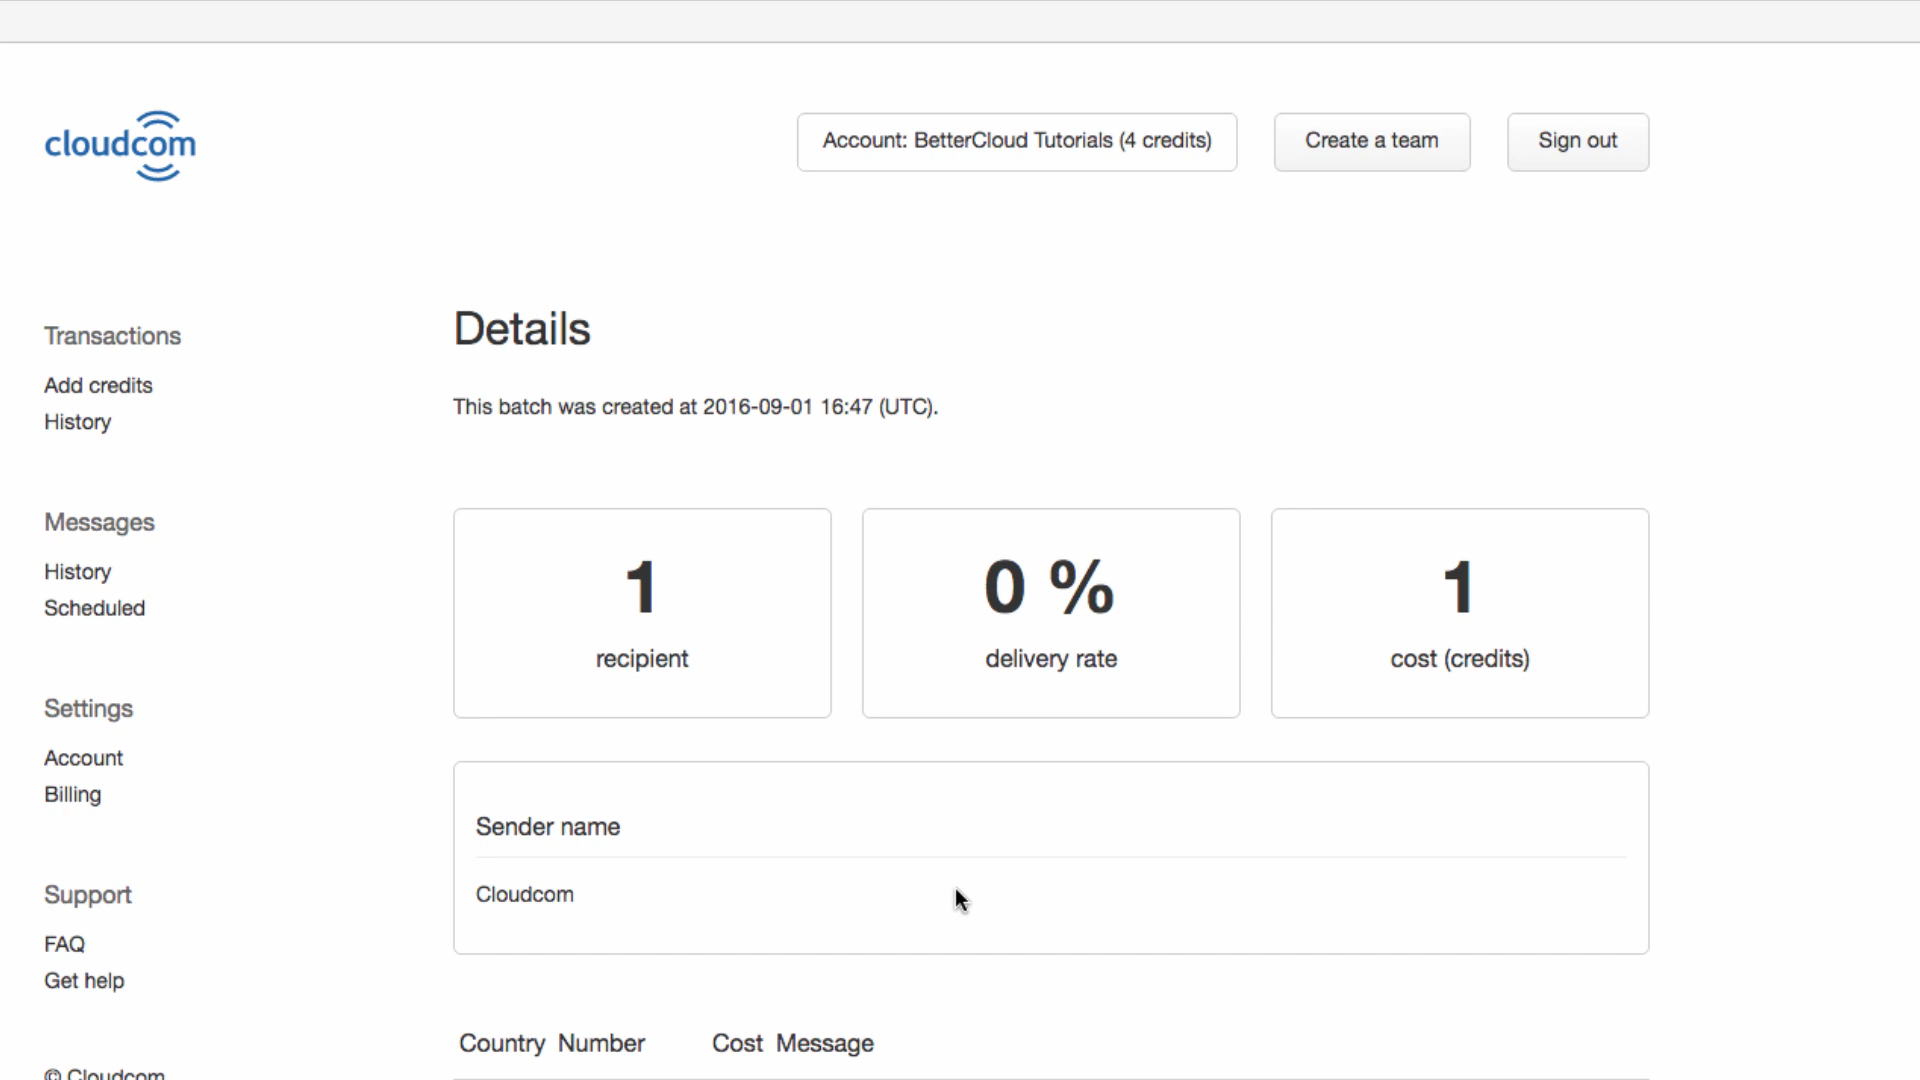 cloudcom
Account: BetterCloud Tutorials (4 credits)
Create a team
Sign out
Transactions
Add credits
History
Messages
History
Scheduled
Settings
Account
Billing
Support
FAQ
Get help
© Cloudcom
Details
This batch was created at 2016-09-01 16:47 (UTC).
1
recipient
0 %
delivery rate
1
cost (credits)
Sender name
Cloudcom
Country Number Cost Message